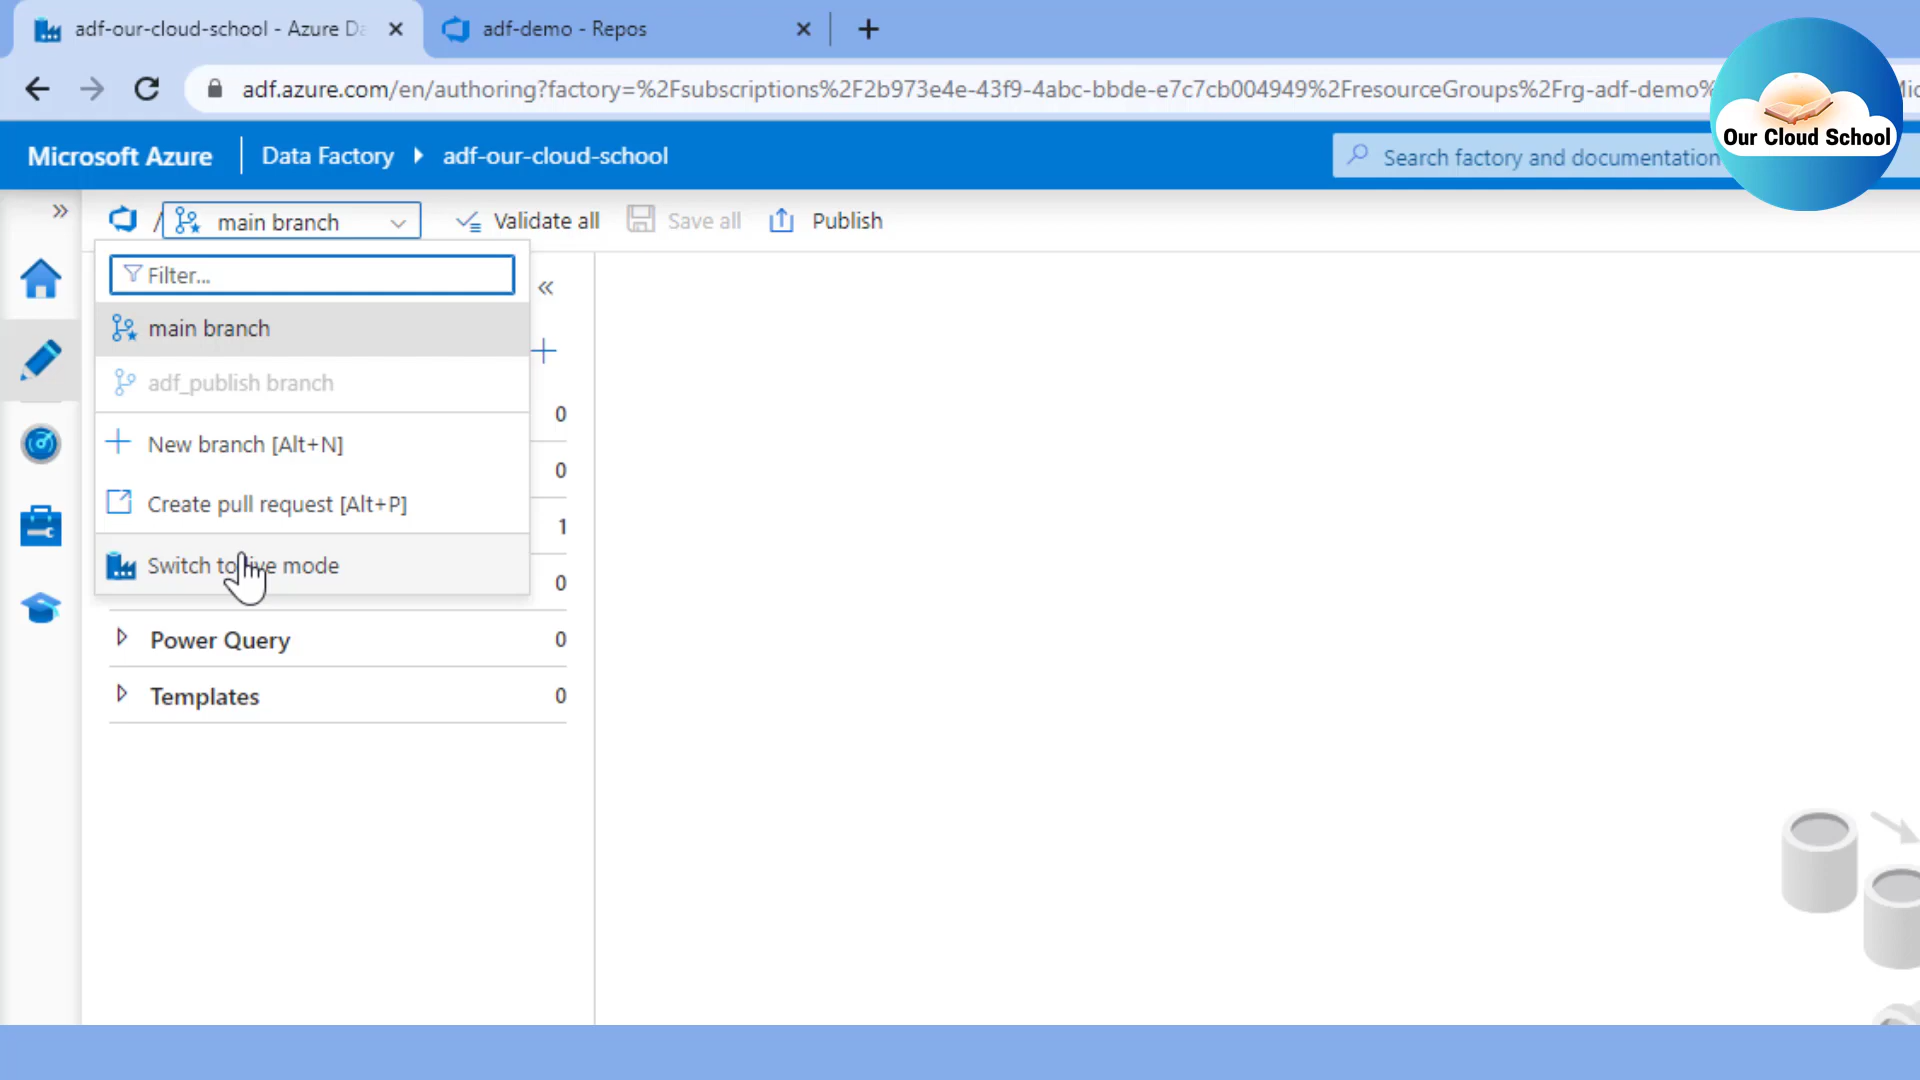 adf-our-cloud-school - Azure Da
adf-demo - Repos
adf.azure.com/en/authoring?factory=%2Fsubscriptions%2F2b973e4e-43f9-4abc-bbde-e7c7cb004949%2FresourceGroups%2Frg-adf-demo%
Our Cloud School
Microsoft Azure
Data Factory
adf-our-cloud-school
Search factory and documentation
/
main branch
Validate all
Save all
Publish
Filter...
«
main branch
adf_publish branch
0
New branch [Alt+N]
0
Create pull request [Alt+P]
1
Switch to live mode
0
Power Query
0
Templates
0